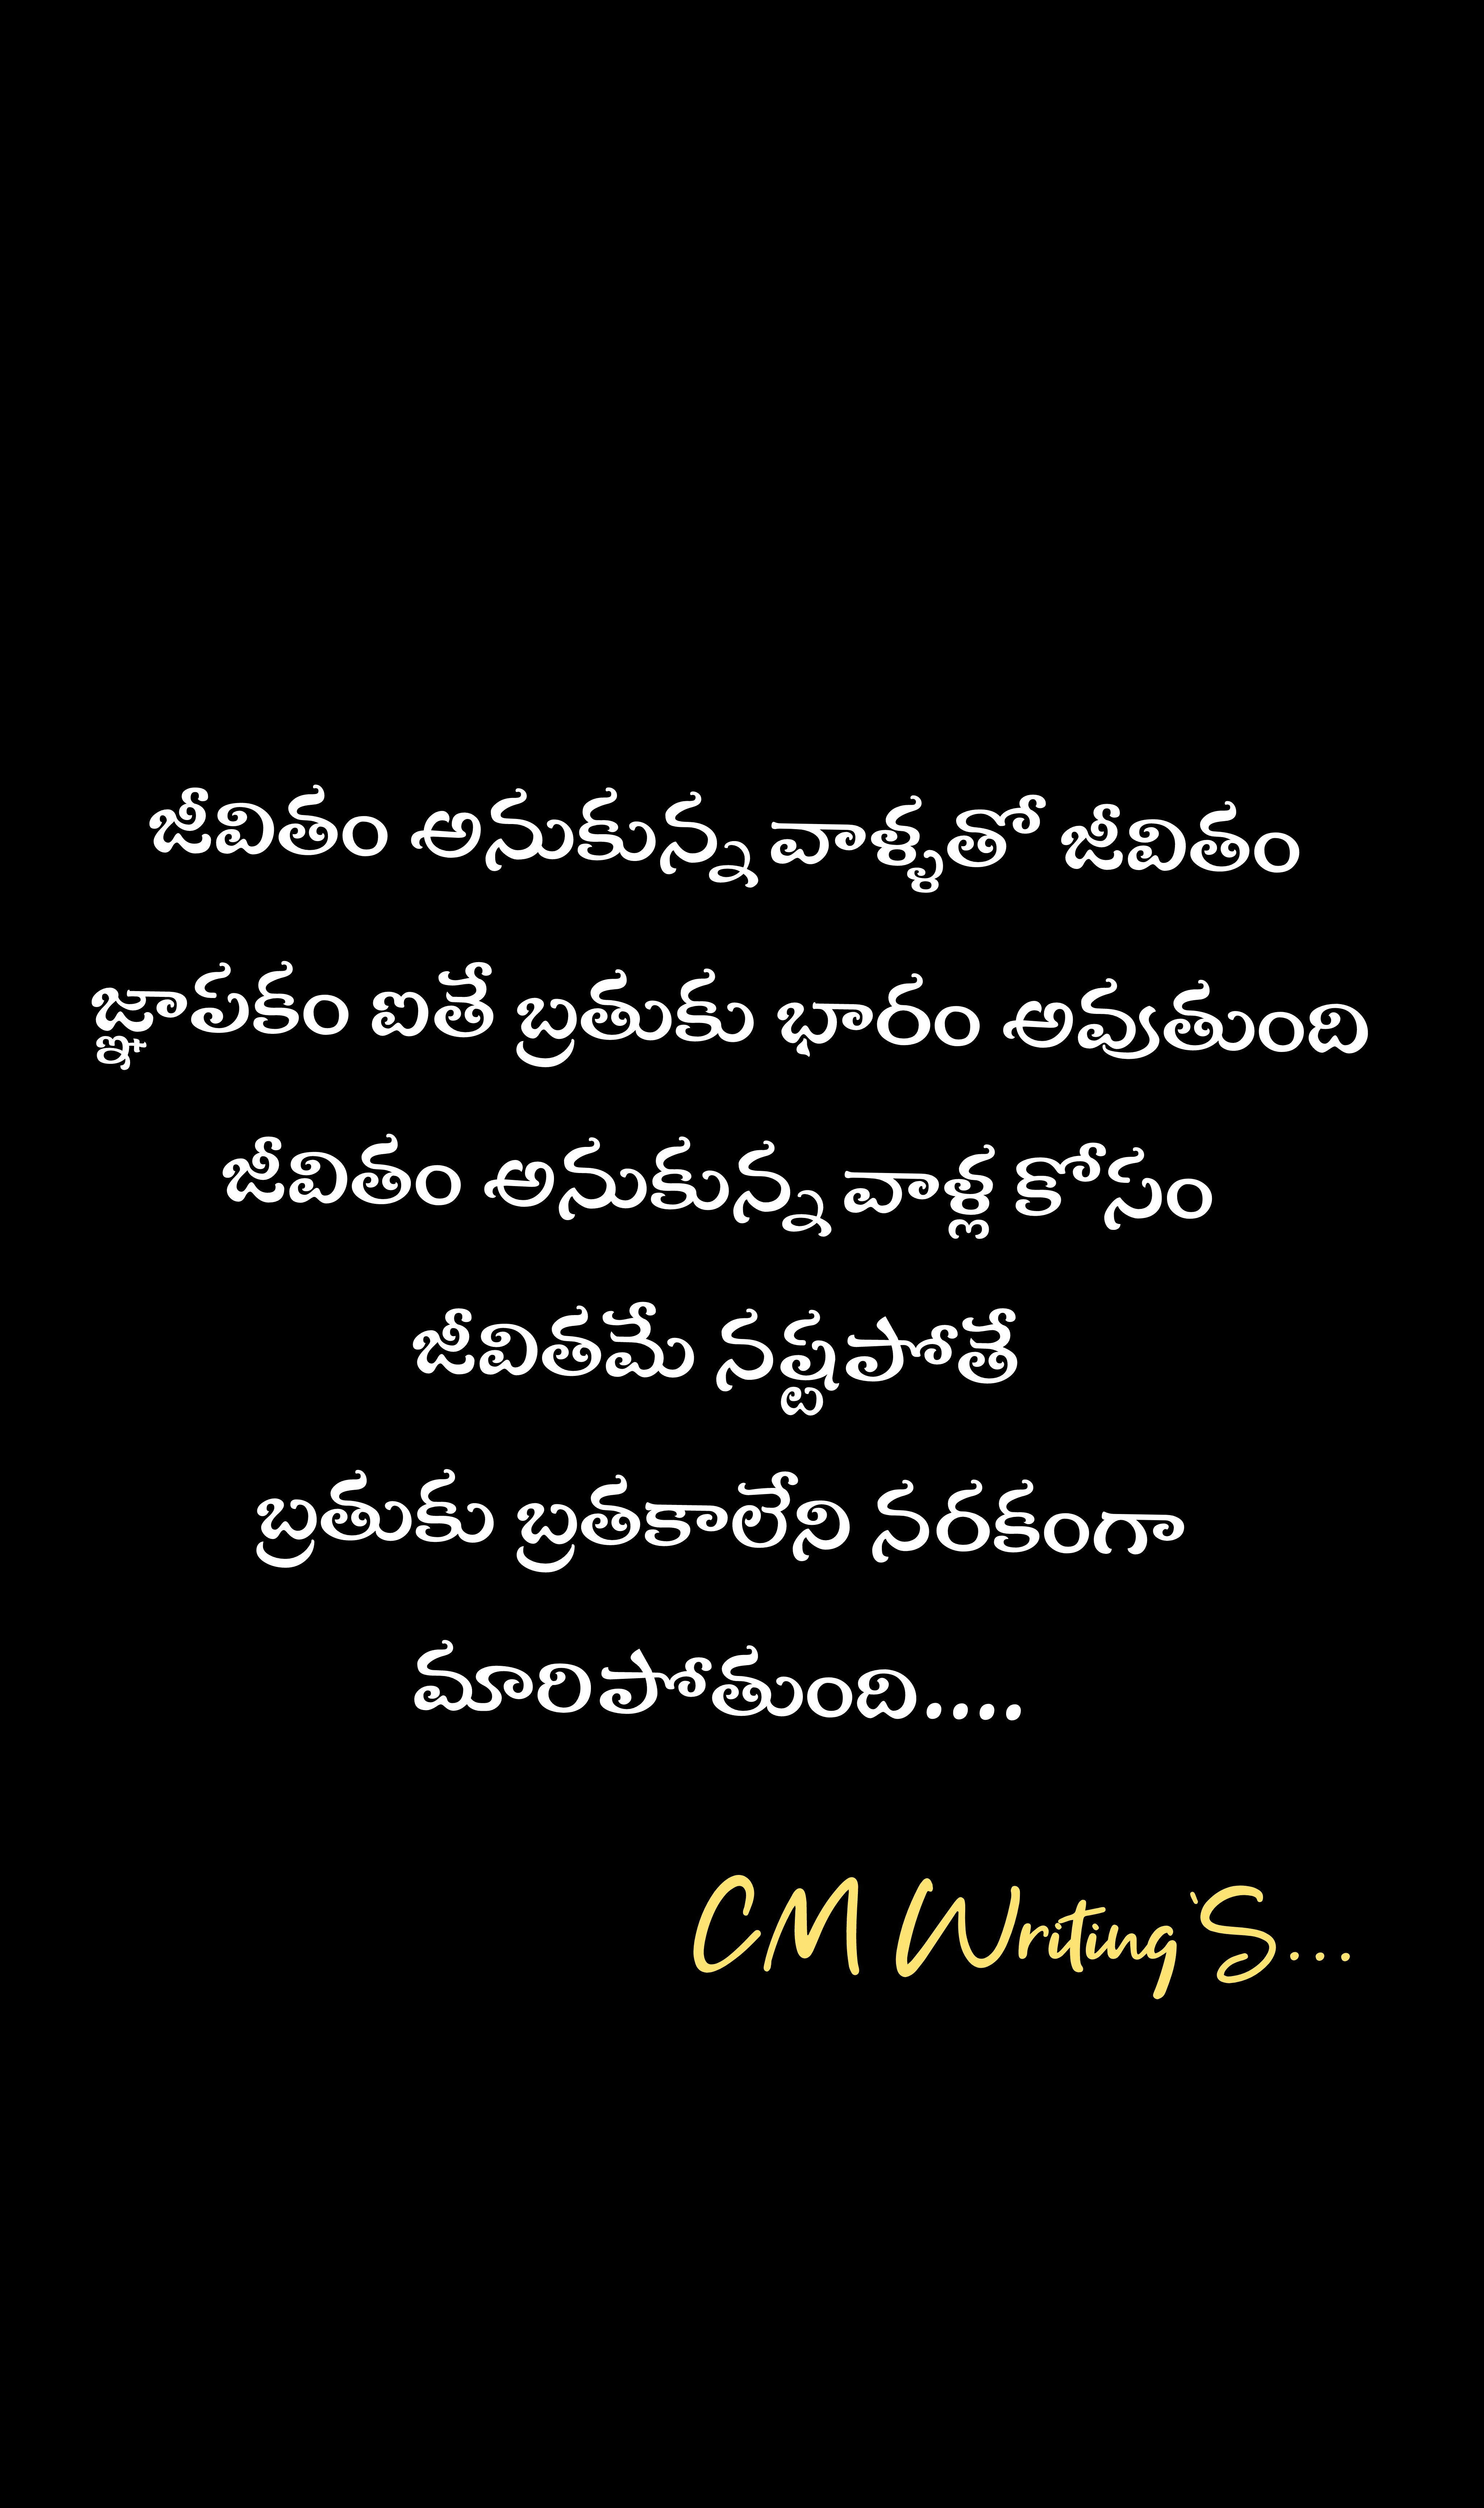 జీవితం అనుకున్న వాళ్ళతో జీవితం
జ్ఞాపకం ఐతే బ్రతుకు భారం అవుతుంది
జీవితం అనుకున్న వాళ్ల కోసం
జీవితమే నష్టపోతే
బ్రతుకు బ్రతకాలేని నరకంగా
మారిపోతుంది....
CM Writing`S...